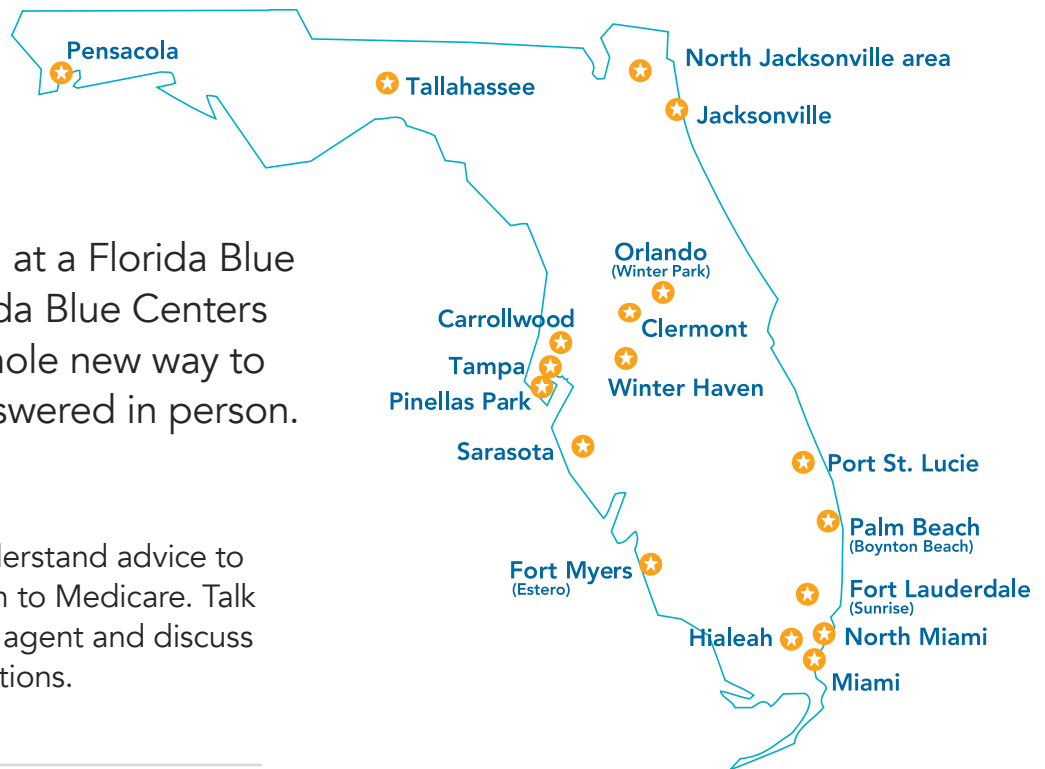 Pensacola
Tallahassee
North Jacksonville area
Jacksonville
at a Florida Blue
da Blue Centers
hole new way to
swered in person.
Orlando
(Winter Park)
Clermont
Carrollwood
Tampa
Pinellas Park
Winter Haven
Sarasota
Port St. Lucie
derstand advice to
n to Medicare. Talk
agent and discuss
tions.
Palm Beach
(Boynton Beach)
Fort Myers
(Estero)
Fort Lauderdale
(Sunrise)
Hialeah
North Miami
Miami